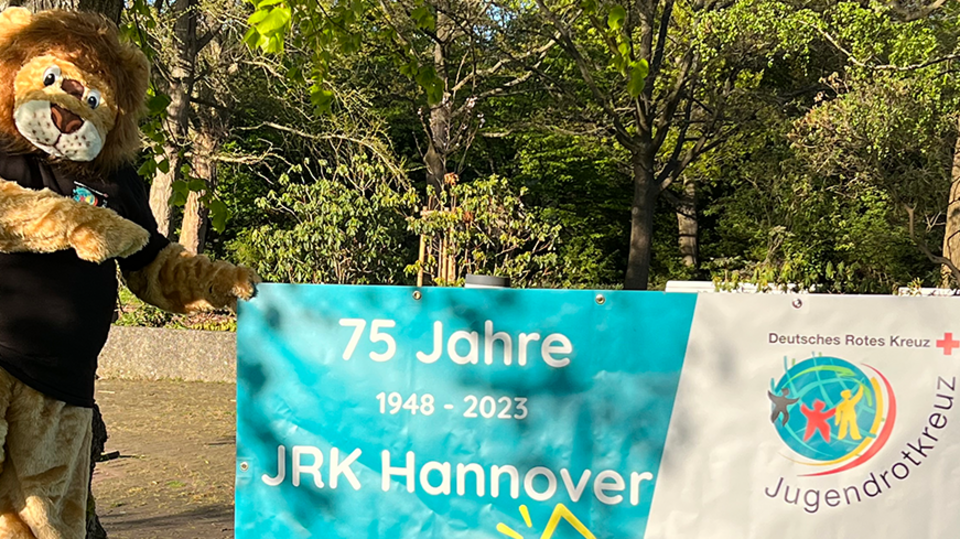 75 Jahre
1948 - 2023
JRK Hannover
Deutsches Rotes Kreuz
Jugendrotkreuz